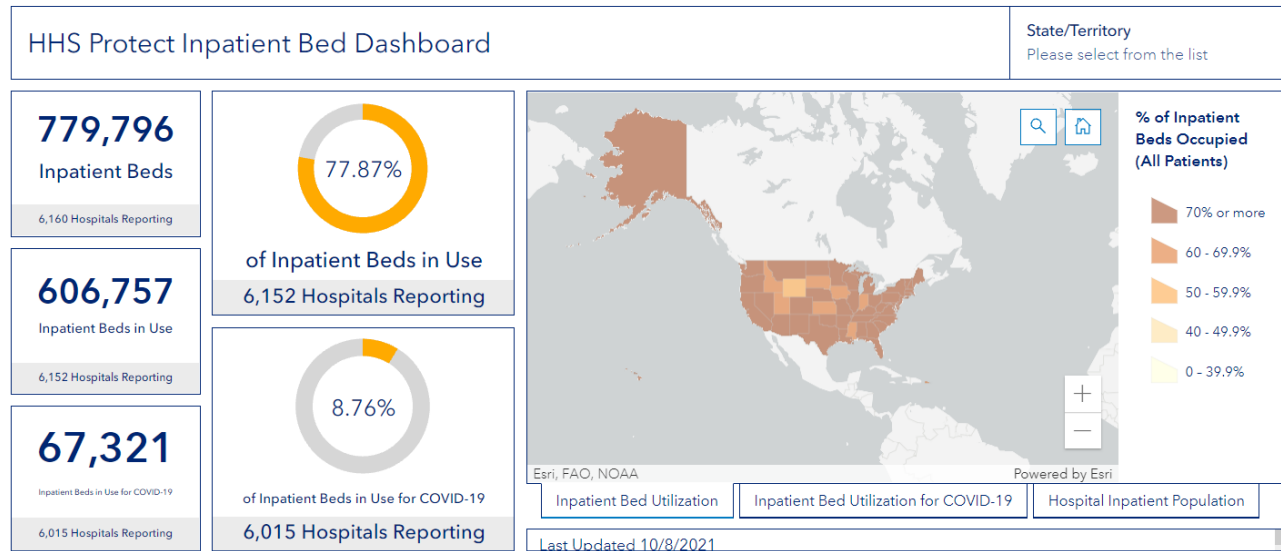 HHS Protect Inpatient Bed Dashboard
State/Territory
Please select from the list
779,796
Inpatient Beds
6,160 Hospitals Reporting
606,757
Inpatient Beds in Use
6,152 Hospitals Reporting
67,321
Inpatient Beds in Use for COVID-19
6,015 Hospitals Reporting
77.87%
of Inpatient Beds in Use
6,152 Hospitals Reporting
8.76%
of Inpatient Beds in Use for COVID-19
6,015 Hospitals Reporting
% of Inpatient
Beds Occupied
(All Patients)
70% or more
60 - 69.9%
50 - 59.9%
40 - 49.9%
0 - 39.9%
+
−
Esri, FAO, NOAA
Powered by Esri
Inpatient Bed Utilization
Inpatient Bed Utilization for COVID-19
Hospital Inpatient Population
Last Updated 10/8/2021